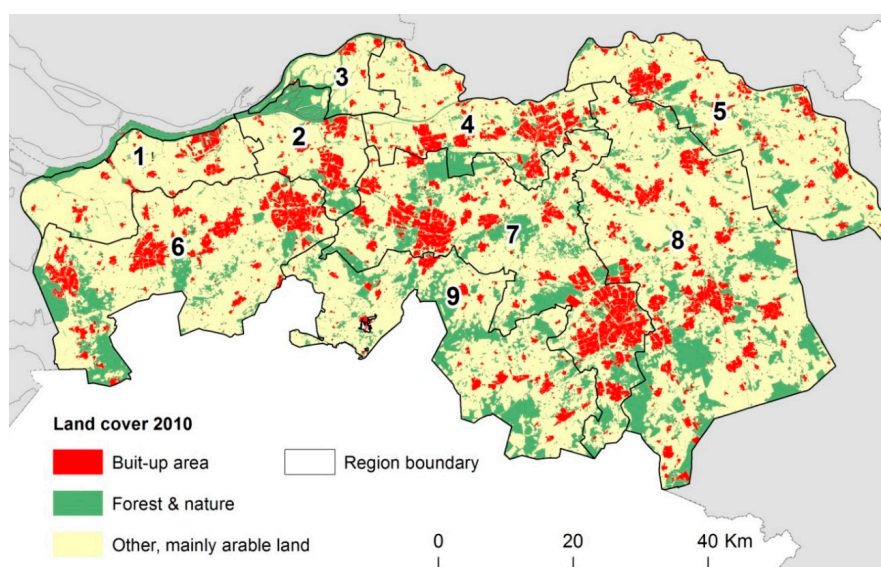 3
5
4
1
2
7
8
6
9
Land cover 2010
Buit-up area
Region boundary
Forest & nature
Other, mainly arable land
0 20 40 Km